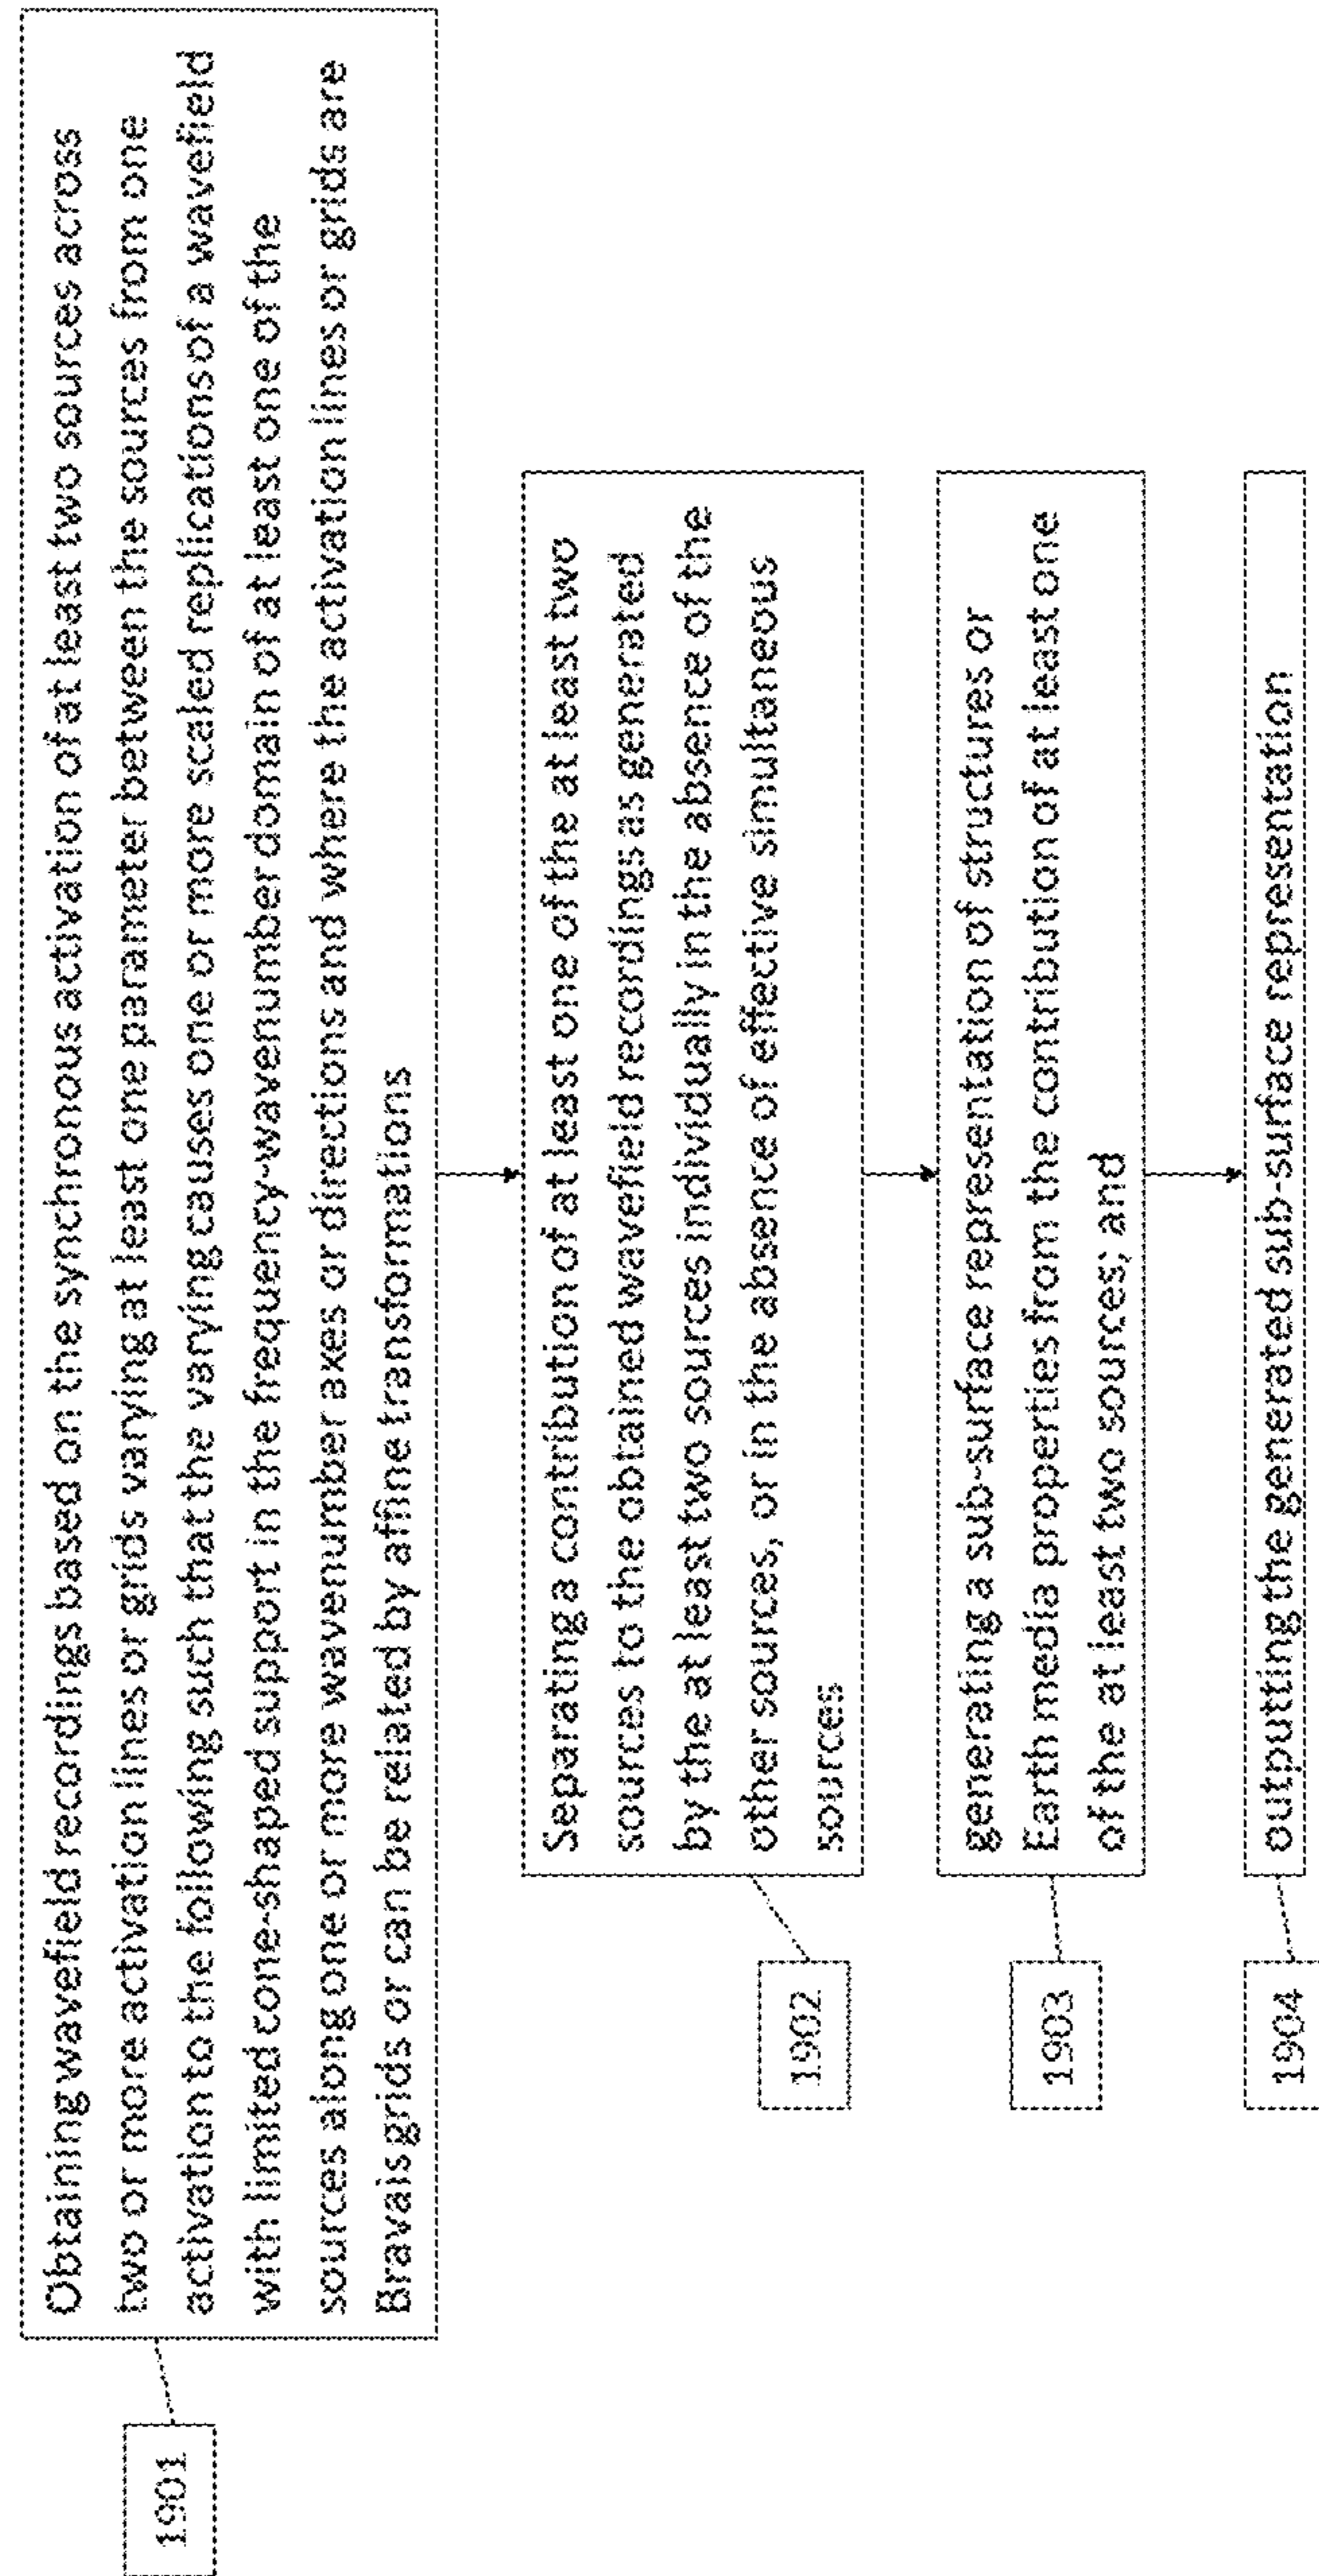 1901
Obtaining wavefield recordings based on the synchronous activation of at least two sources across
two or more activation lines or grids varying at least one parameter between the sources from one
activation to the following such that the varying causes one or more scaled replications of a wavefield
with limited cone-shaped support in the frequency-wavenumber domain of at least one of the
sources along one or more wavenumber axes or directions and where the activation lines or grids are
Bravais grids or can be related by affine transformations
1902
Separating a contribution of at least one of the at least two
sources to the obtained wavefield recordings as generated
by the at least two sources individually in the absence of the
other sources, or in the absence of effective simultaneous
sources
1903
generating a sub-surface representation of structures or
Earth media properties from the contribution of at least one
of the at least two sources; and
1904
outputting the generated sub-surface representation